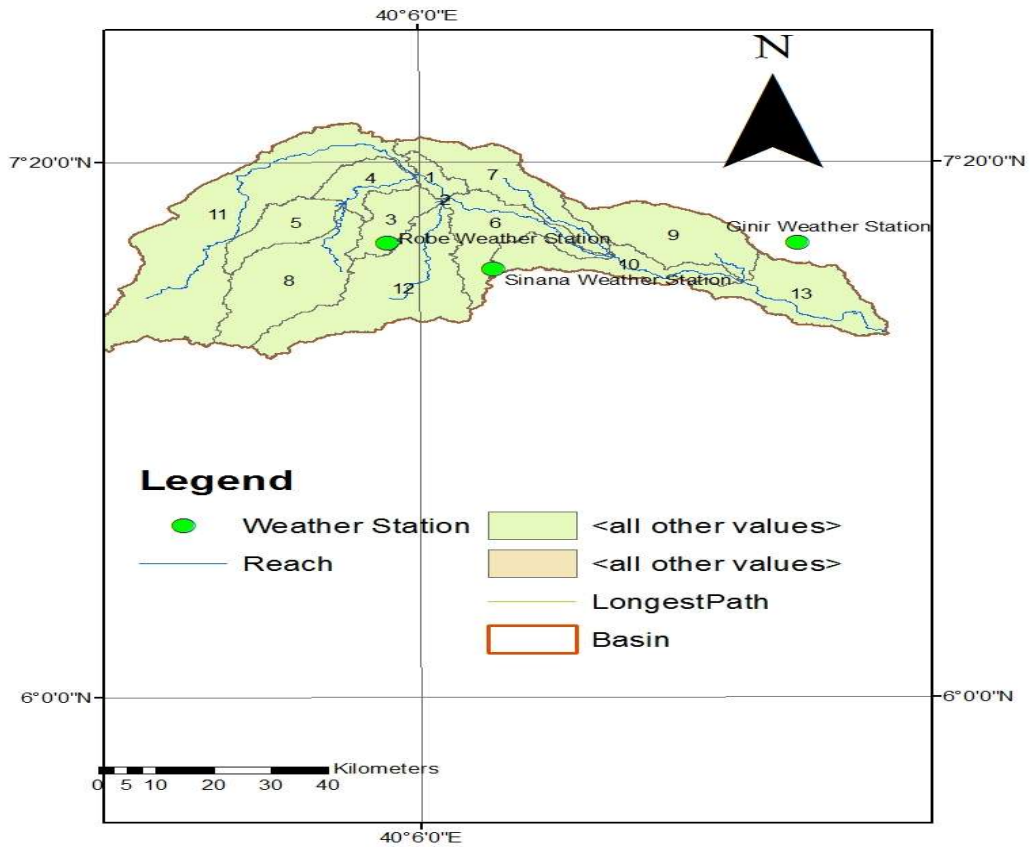 40°6'0"E
N
7°20'0"N
7°20'0"N
1
4
7
2
11
5
3
6
9
Ginir Weather Station
Robe Weather Station
10
Sinana Weather Station
8
12
13
Legend
Weather Station
Reach
<all other values>
<all other values>
LongestPath
Basin
6°0'0"N
6°0'0"N
Kilometers
0 5 10 20 30 40
40°6'0"E